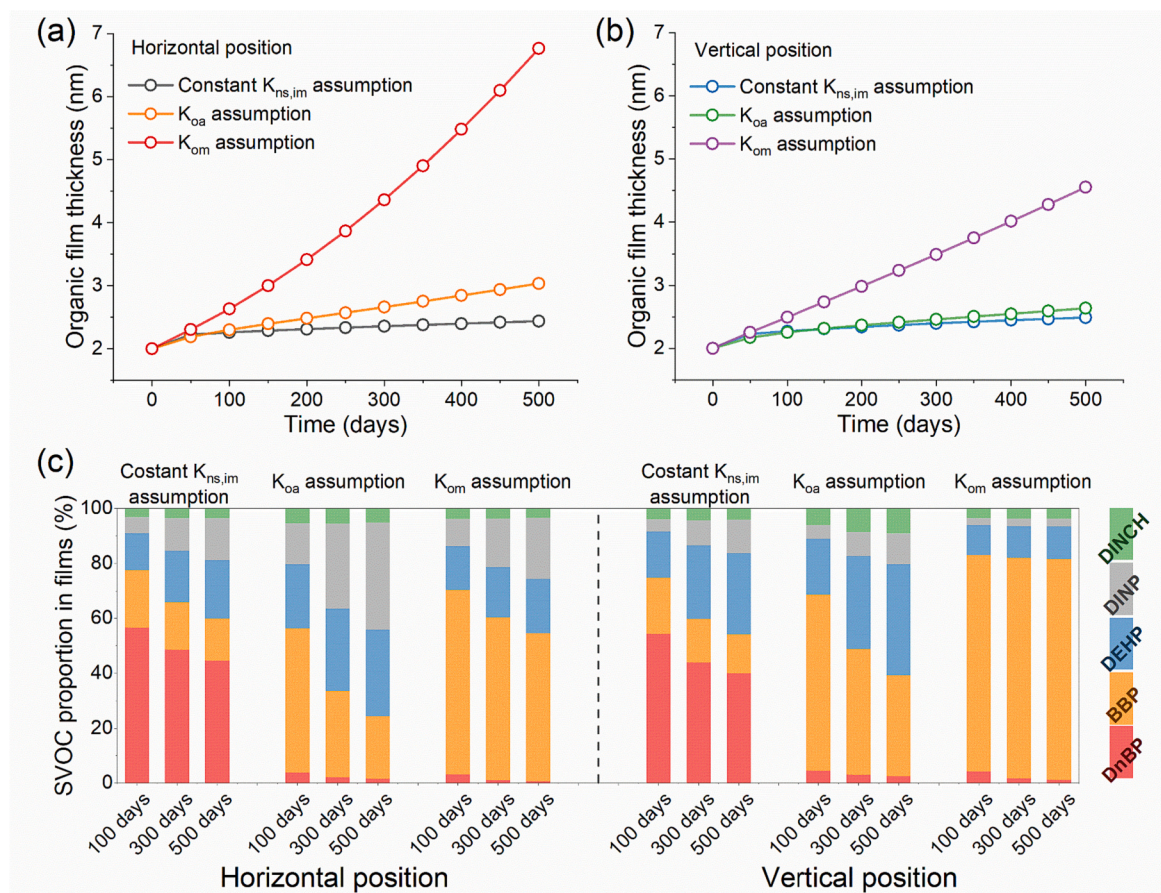 (a)
Horizontal position
Constant Kns,im assumption
Koa assumption
Kom assumption
Organic film thickness (nm)
7
6
5
4
3
2
0
100
200
300
400
500
Time (days)
(b)
Vertical position
Constant Kns,im assumption
Koa assumption
Kom assumption
Organic film thickness (nm)
7
6
5
4
3
2
0
100
200
300
400
500
Time (days)
(c)
Costant Kns,im
assumption
Koa assumption
Kom assumption
Costant Kns,im
assumption
Koa assumption
Kom assumption
SVOC proportion in films (%)
100
80
60
40
20
0
100 days
300 days
500 days
100 days
300 days
500 days
100 days
300 days
500 days
100 days
300 days
500 days
100 days
300 days
500 days
100 days
300 days
500 days
Horizontal position
Vertical position
DINCH
DINP
DEHP
BBP
DnBP